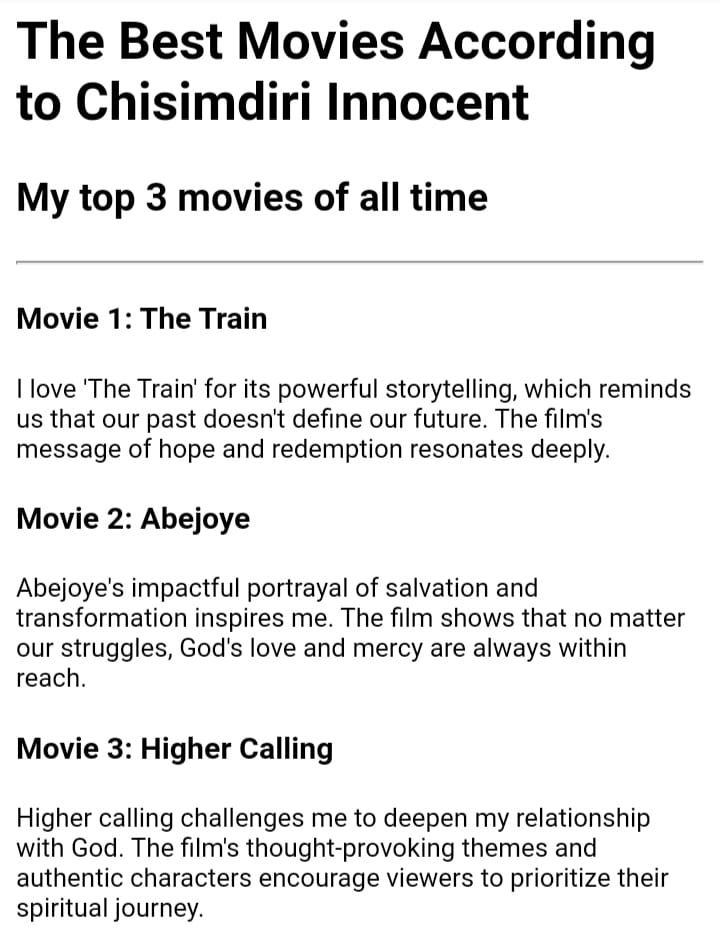 The Best Movies According
to Chisimdiri Innocent
My top 3 movies of all time
Movie 1: The Train
I love 'The Train' for its powerful storytelling, which reminds
us that our past doesn't define our future. The film's
message of hope and redemption resonates deeply.
Movie 2: Abejoye
Abejoye's impactful portrayal of salvation and
transformation inspires me. The film shows that no matter
our struggles, God's love and mercy are always within
reach.
Movie 3: Higher Calling
Higher calling challenges me to deepen my relationship
with God. The film's thought-provoking themes and
authentic characters encourage viewers to prioritize their
spiritual journey.